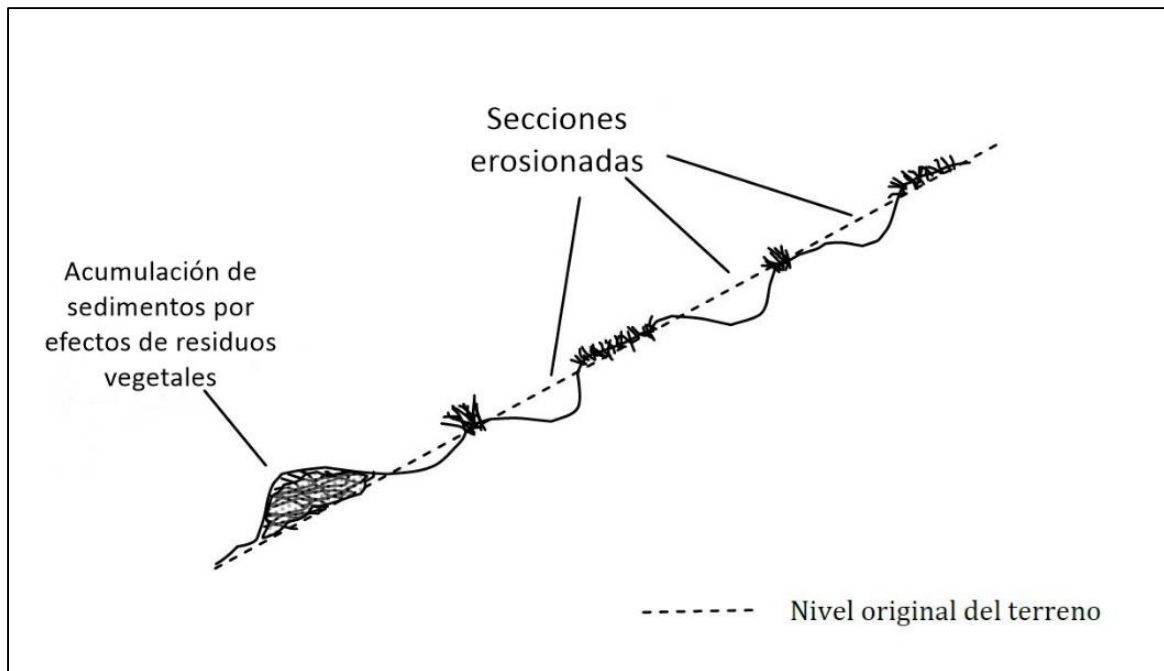 Secciones
erosionadas
Acumulación de
sedimentos por
efectos de residuos
vegetales
Nivel original del terreno